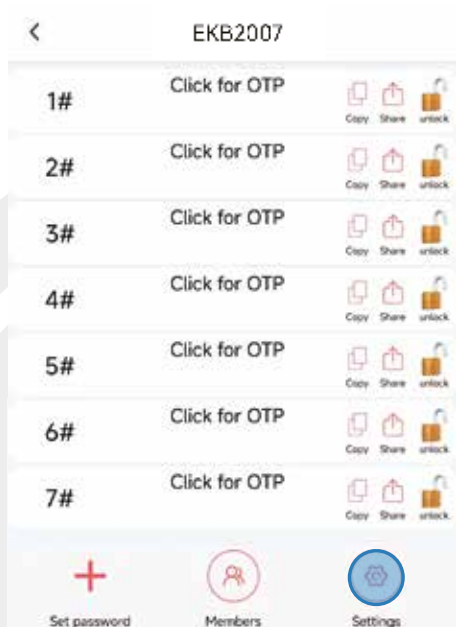 EKB2007
Click for OTP
1#
Copy Share unlock
Click for OTP
2#
Copy Share unlock
Click for OTP
3#
Copy Share unlock
Click for OTP
4#
Copy Share unlock
Click for OTP
5#
Copy Share unlock
Click for OTP
6#
Copy Share unlock
Click for OTP
7#
Copy Share unlock
Set password Members Settings